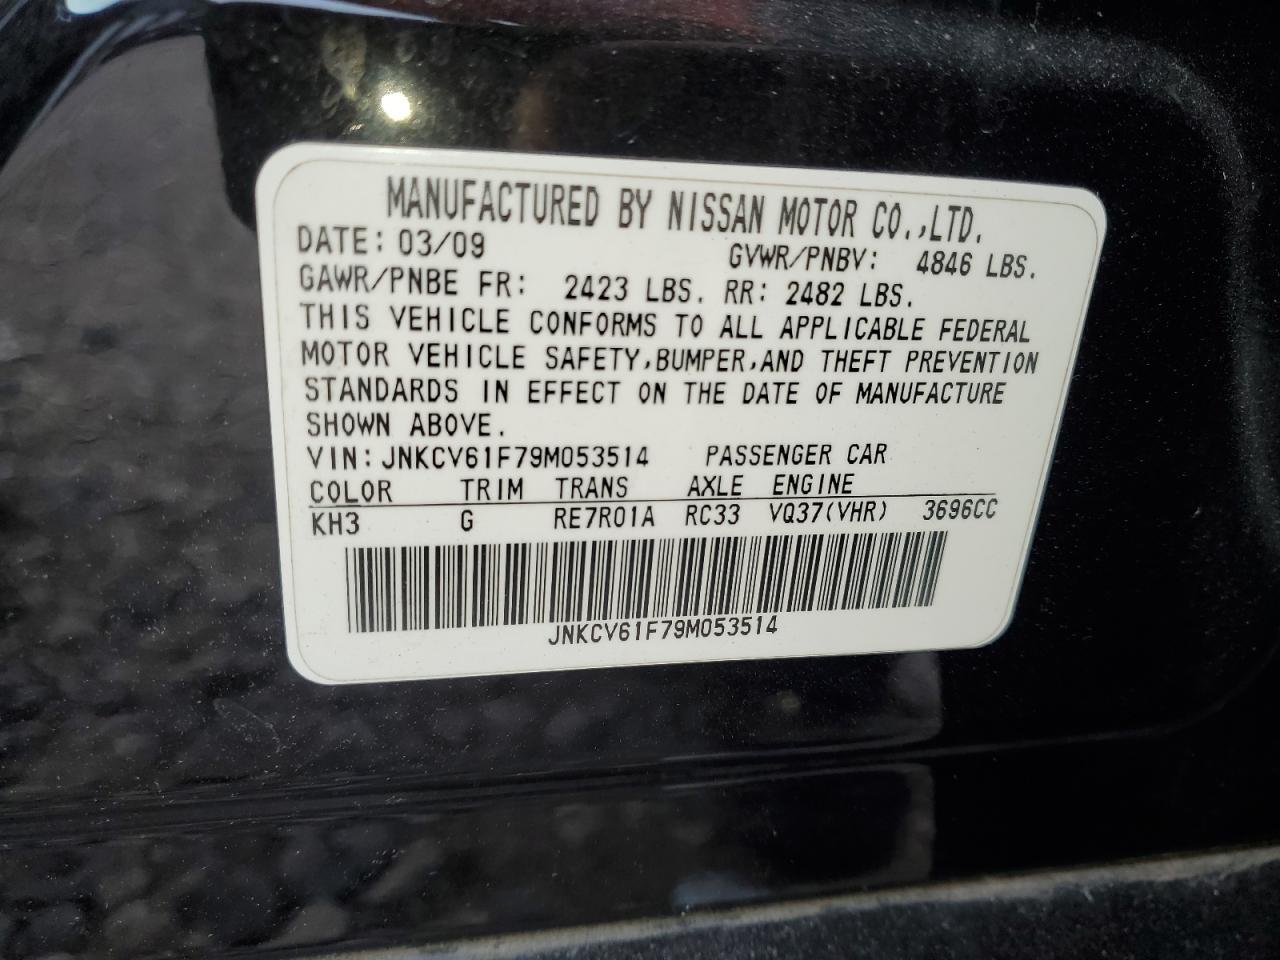 MANUFACTURED BY NISSAN MOTOR CO.,LTD.
DATE: 03/09 GVWR/PNBV: 4846 LBS.
GAWR/PNBE FR: 2423 LBS. RR: 2482 LBS.
THIS VEHICLE CONFORMS TO ALL APPLICABLE FEDERAL
MOTOR VEHICLE SAFETY,BUMPER,AND THEFT PREVENTION
STANDARDS IN EFFECT ON THE DATE OF MANUFACTURE
SHOWN ABOVE.
VIN: JNKCV61F79M053514 PASSENGER CAR
COLOR TRIM TRANS AXLE ENGINE
KH3 G RE7R01A RC33 VQ37(VHR) 3696CC
JNKCV61F79M053514